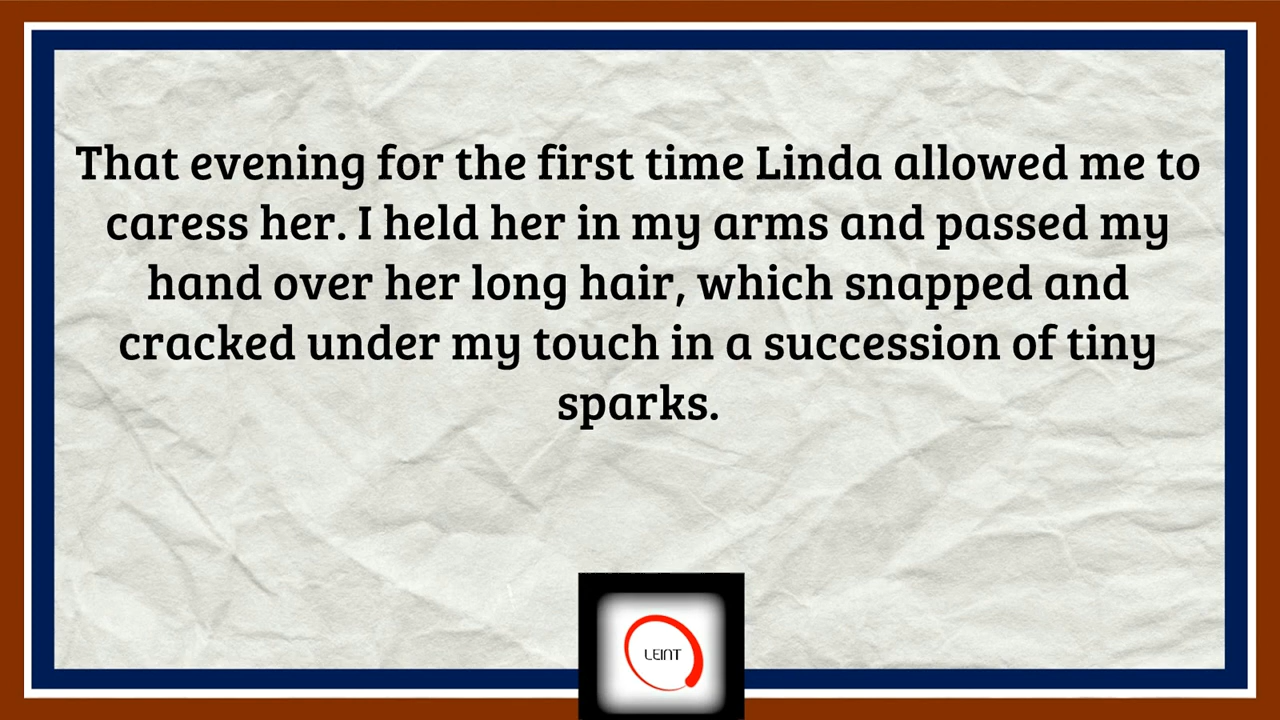 That evening for the first time Linda allowed me to
caress her. I held her in my arms and passed my
hand over her long hair, which snapped and
cracked under my touch in a succession of tiny
sparks.
LEINT